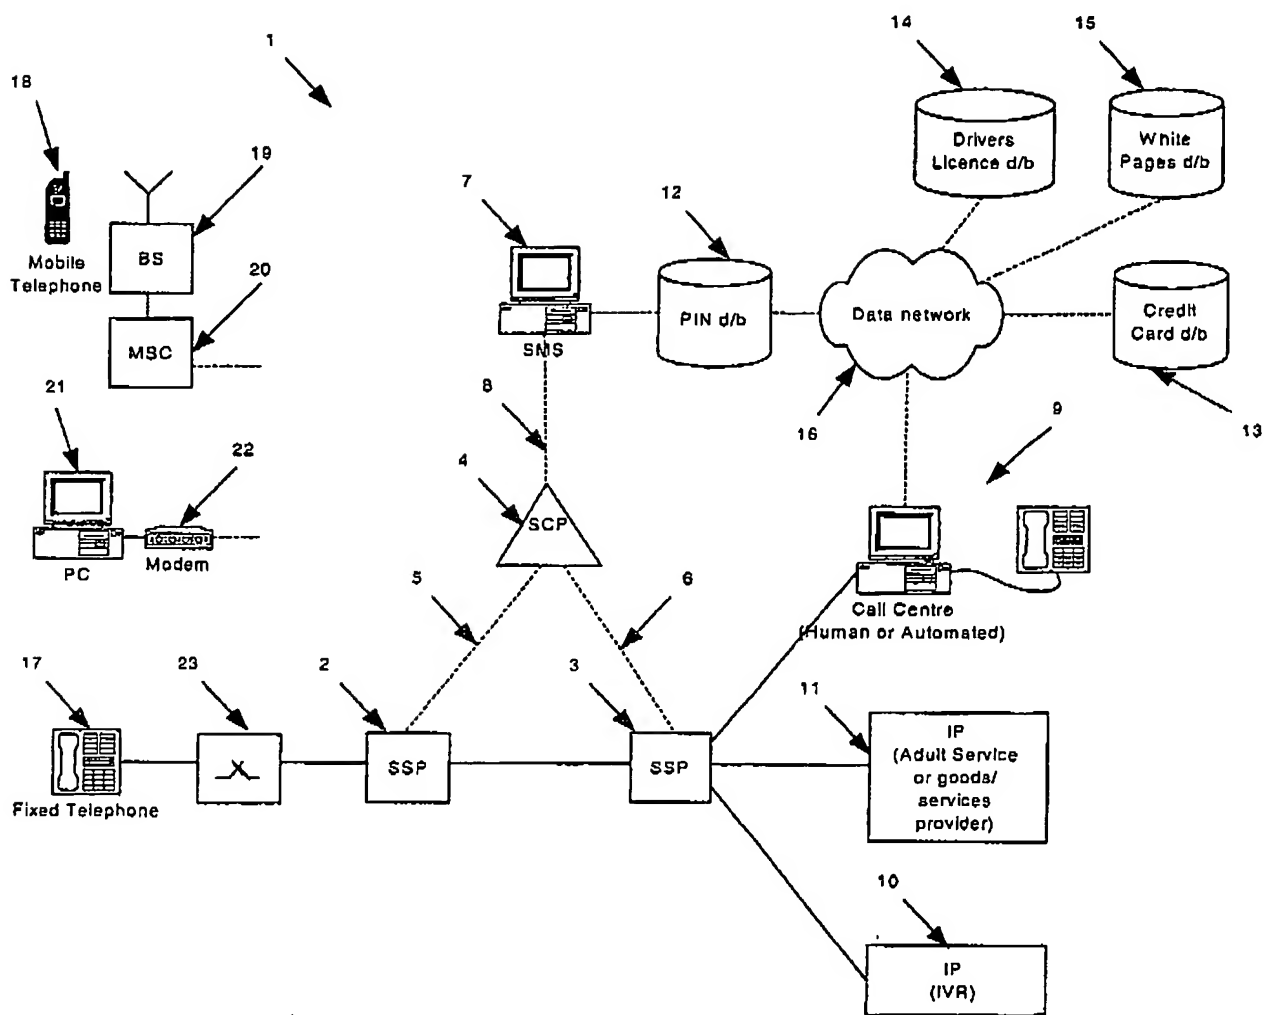 14
15
1
18
Drivers
Licence d/b
White
Pages d/b
19
7
12
BS
20
Mobile
Telephone
PIN d/b
Data network
Credit
Card d/b
MSC
SMS
21
8
9
16
13
22
4
SCP
PC
Modem
5
6
Call Centre
(Human or Automated)
17
23
2
3
11
IP
(Adult Service
or goods/
services
provider)
SSP
SSP
Fixed Telephone
10
IP
(IVR)